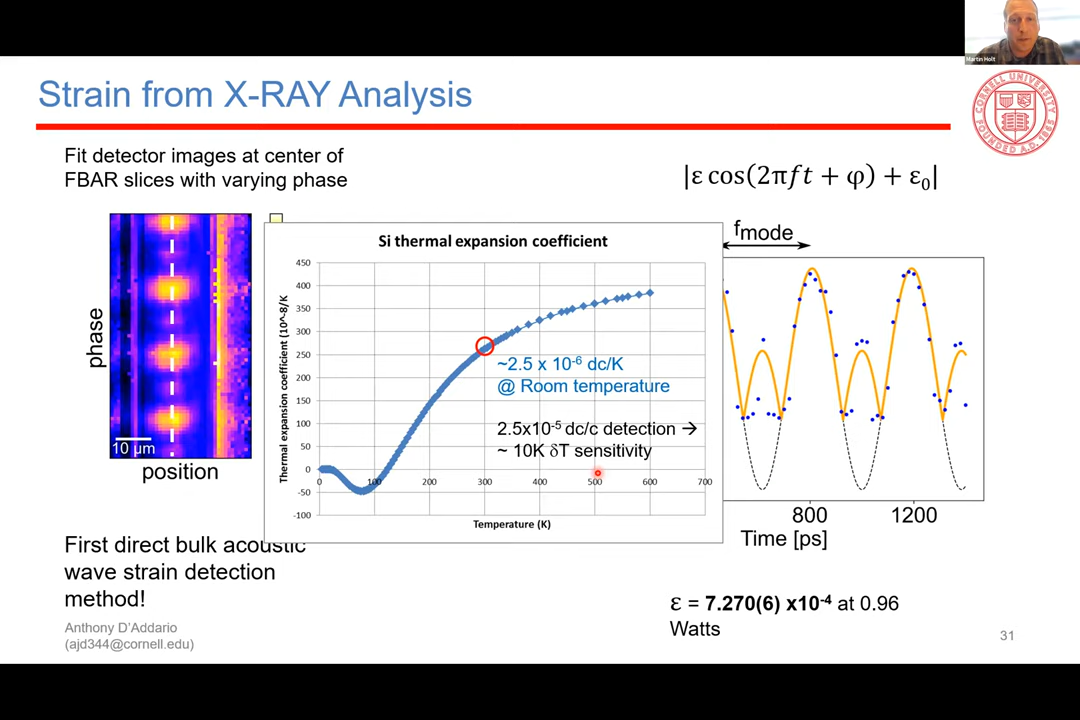 Martin Holt
Strain from X-RAY Analysis
CORNELL UNIVERSITY
FOUNDED A.D. 1865
Fit detector images at center of
FBAR slices with varying phase
|ε cos(2πft + φ) + ε₀|
phase
10 µm
position
Si thermal expansion coefficient
Thermal expansion coefficient (10^-8/K
450
400
350
300
250
200
150
100
50
0
-50
-100
0
100
200
300
400
500
600
700
Temperature (K)
~2.5 x 10⁻⁶ dc/K
@ Room temperature
2.5x10⁻⁵ dc/c detection →
~ 10K δT sensitivity
fmode
800
1200
Time [ps]
First direct bulk acoustic
wave strain detection
method!
ε = 7.270(6) x10⁻⁴ at 0.96
Watts
Anthony D'Addario
(ajd344@cornell.edu)
31